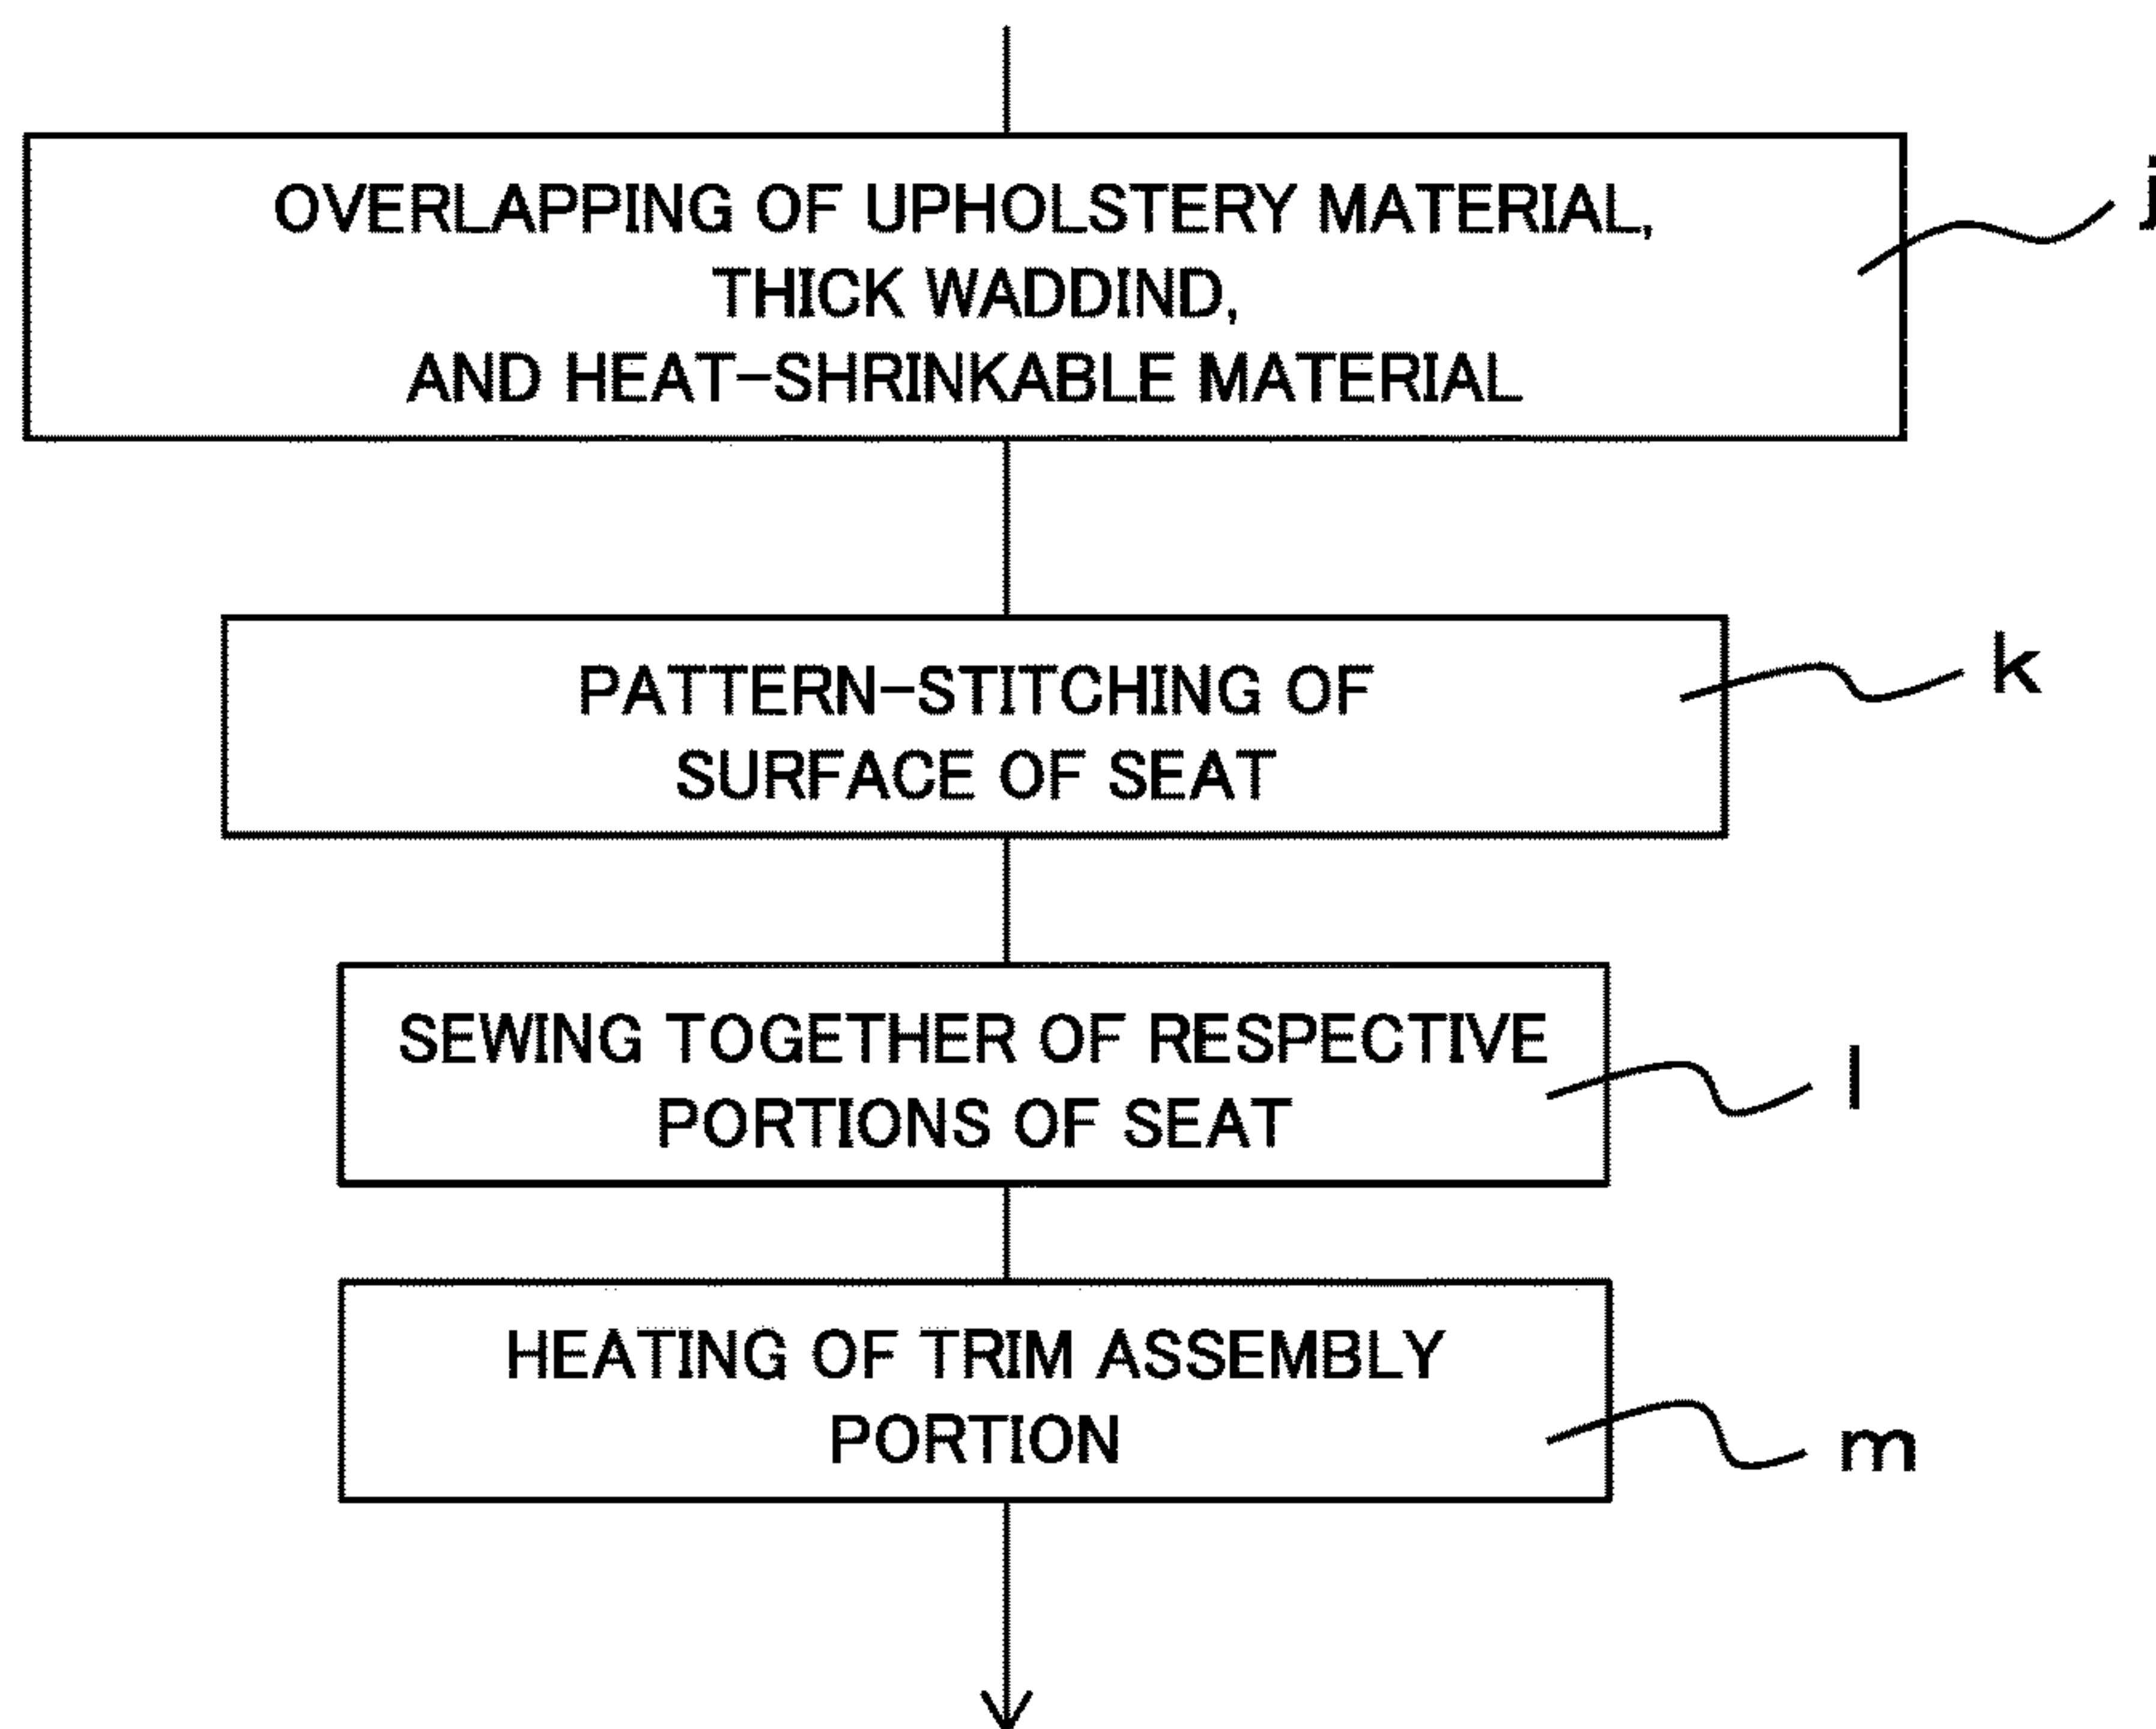 OVERLAPPING OF UPHOLSTERY MATERIAL,
THICK WADDIND,
AND HEAT-SHRINKABLE MATERIAL
j
PATTERN-STITCHING OF
SURFACE OF SEAT
k
SEWING TOGETHER OF RESPECTIVE
PORTIONS OF SEAT
l
HEATING OF TRIM ASSEMBLY
PORTION
m